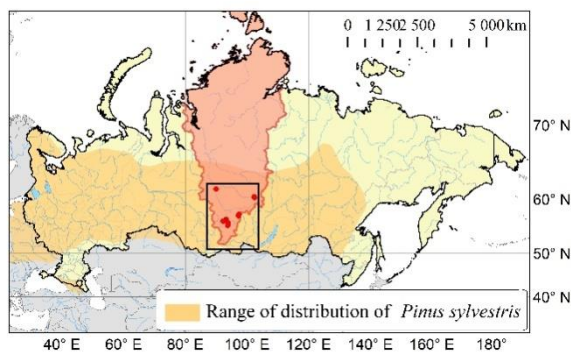 0 1 250 2 500 5 000 km
70° N
60° N
50° N
40° N
Range of distribution of Pinus sylvestris
40° E 60° E 80° E 100° E 120° E 140° E 160° E 180°